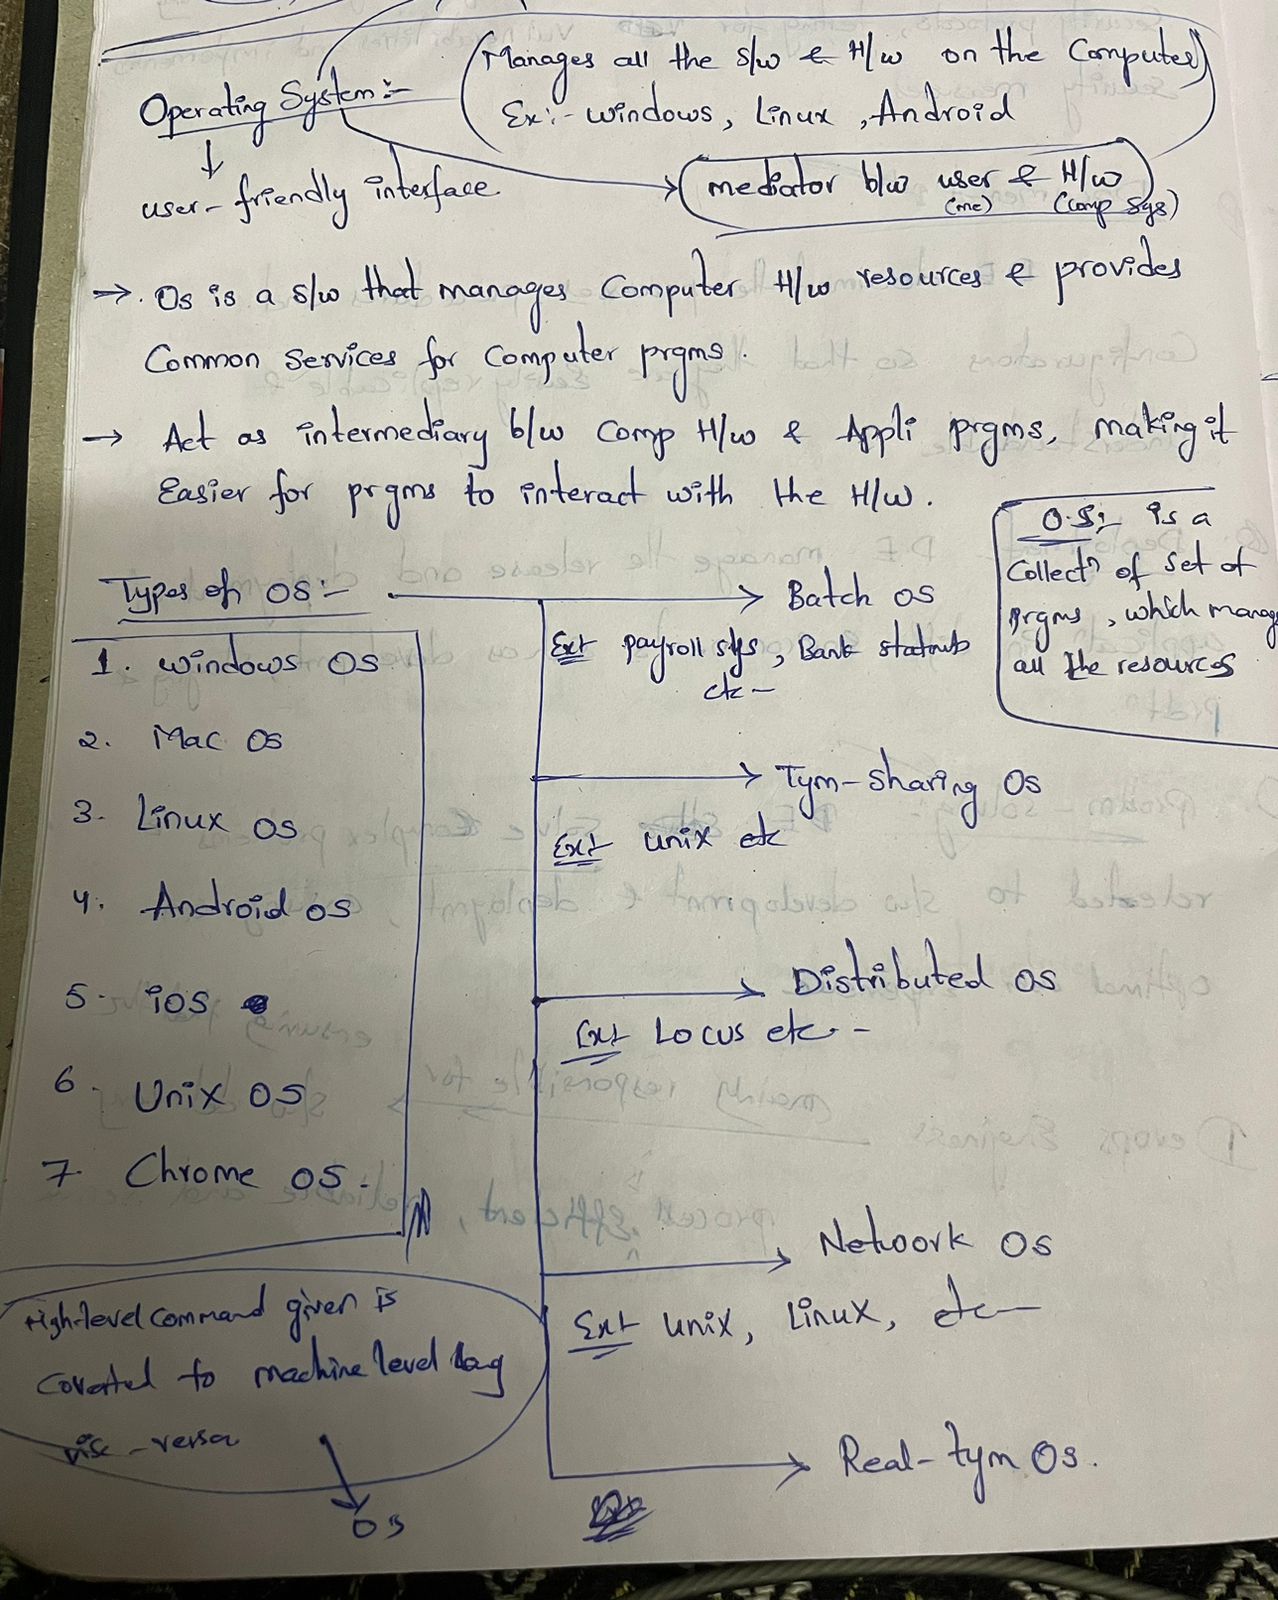 Manages all the s/w & H/w on the Computer
Operating System:-
Ex:- windows, Linux, Android
user-friendly interface
mediator b/w user & H/w
(me) (Comp Sys)
→. Os is a s/w that manages Computer H/w resources & provides
Common Services for Computer prgms.
→ Act as intermediary b/w Comp H/w & Appli prgms, making it
Easier for prgms to interact with the H/w.
O.S:- is a
Collectn of set of
prgms, which manage
all the resources
Types of OS:-
1. windows OS
2. Mac OS
3. Linux OS
4. Android OS
5- ios
6- Unix OS
7- Chrome OS.
→ Batch OS
Ex:- payroll sys, Bank
etc-
→ Tym-Sharing OS
Ex:- unix etc
→ Distributed OS
Ex:- Locus etc--
→ Network OS
Ex:- unix, Linux, etc-
→ Real-tym OS.
High-level command given is
coverted to machine level lang
vise-versa
OS